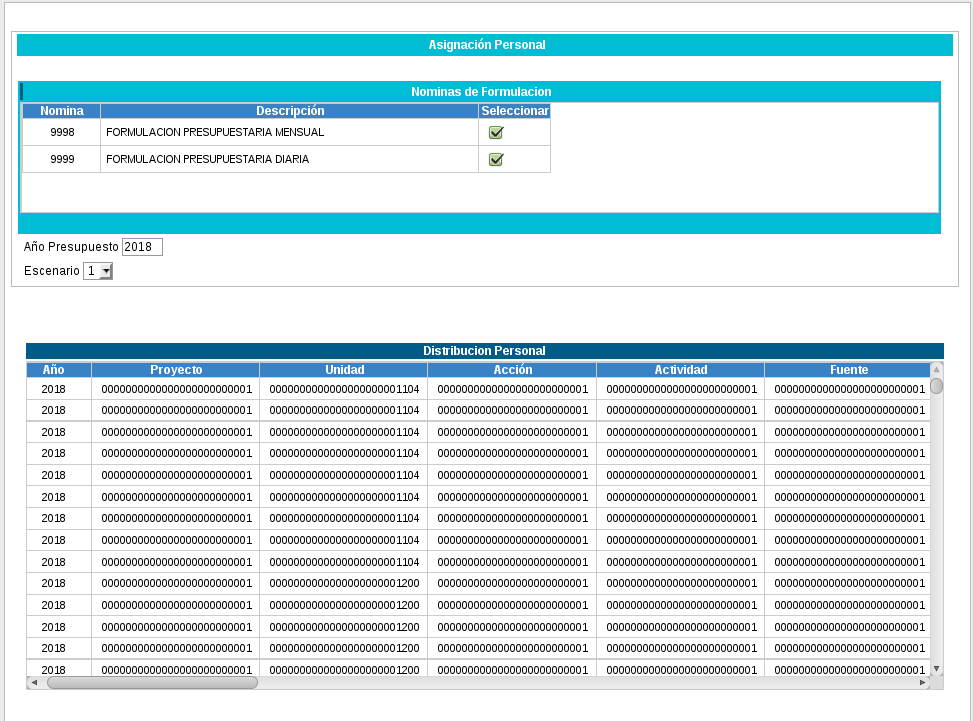 Asignación Personal
Nominas de Formulacion
Nomina Descripción Seleccionar
9998 FORMULACION PRESUPUESTARIA MENSUAL
9999 FORMULACION PRESUPUESTARIA DIARIA
Año Presupuesto 2018
Escenario 1
Distribucion Personal
Año Proyecto Unidad Acción Actividad Fuente
2018 0000000000000000000000001 0000000000000000000001104 0000000000000000000000001 0000000000000000000000001 0000000000000000000000001
2018 0000000000000000000000001 0000000000000000000001104 0000000000000000000000001 0000000000000000000000001 0000000000000000000000001
2018 0000000000000000000000001 0000000000000000000001104 0000000000000000000000001 0000000000000000000000001 0000000000000000000000001
2018 0000000000000000000000001 0000000000000000000001104 0000000000000000000000001 0000000000000000000000001 0000000000000000000000001
2018 0000000000000000000000001 0000000000000000000001104 0000000000000000000000001 0000000000000000000000001 0000000000000000000000001
2018 0000000000000000000000001 0000000000000000000001104 0000000000000000000000001 0000000000000000000000001 0000000000000000000000001
2018 0000000000000000000000001 0000000000000000000001104 0000000000000000000000001 0000000000000000000000001 0000000000000000000000001
2018 0000000000000000000000001 0000000000000000000001104 0000000000000000000000001 0000000000000000000000001 0000000000000000000000001
2018 0000000000000000000000001 0000000000000000000001104 0000000000000000000000001 0000000000000000000000001 0000000000000000000000001
2018 0000000000000000000000001 0000000000000000000001200 0000000000000000000000001 0000000000000000000000001 0000000000000000000000001
2018 0000000000000000000000001 0000000000000000000001200 0000000000000000000000001 0000000000000000000000001 0000000000000000000000001
2018 0000000000000000000000001 0000000000000000000001200 0000000000000000000000001 0000000000000000000000001 0000000000000000000000001
2018 0000000000000000000000001 0000000000000000000001200 0000000000000000000000001 0000000000000000000000001 0000000000000000000000001
2018 0000000000000000000000001 0000000000000000000001200 0000000000000000000000001 0000000000000000000000001 0000000000000000000000001